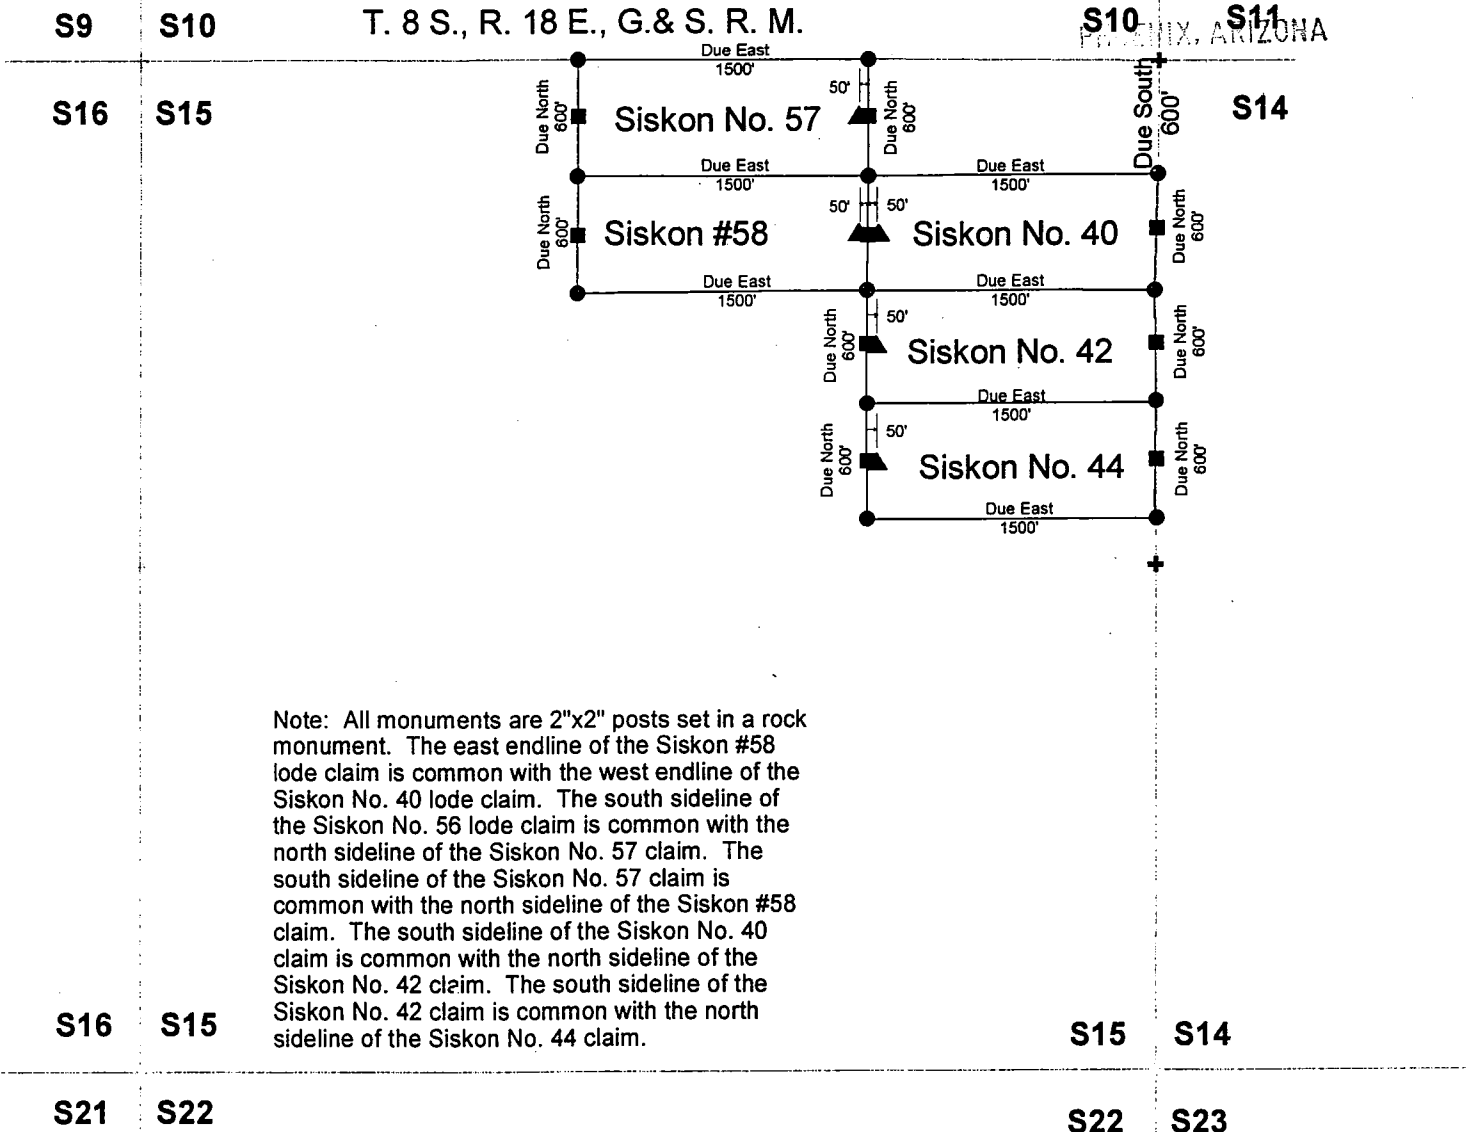 S9 S10 T. 8 S., R. 18 E., G.& S. R. M. S10 S11
PHOENIX, ARIZONA
S16 S15 S14
Due East
1500'
50'
Due North
600'
Siskon No. 57
Due North
600'
Due South
600'
Due East
1500'
Due East
1500'
50' 50'
Due North
600'
Siskon #58
Siskon No. 40
Due North
600'
Due East
1500'
Due East
1500'
50'
Due North
600'
Siskon No. 42
Due North
600'
Due East
1500'
50'
Due North
600'
Siskon No. 44
Due North
600'
Due East
1500'
Note: All monuments are 2"x2" posts set in a rock
monument. The east endline of the Siskon #58
lode claim is common with the west endline of the
Siskon No. 40 lode claim. The south sideline of
the Siskon No. 56 lode claim is common with the
north sideline of the Siskon No. 57 claim. The
south sideline of the Siskon No. 57 claim is
common with the north sideline of the Siskon #58
claim. The south sideline of the Siskon No. 40
claim is common with the north sideline of the
Siskon No. 42 claim. The south sideline of the
Siskon No. 42 claim is common with the north
sideline of the Siskon No. 44 claim.
S16 S15 S15 S14
S21 S22 S22 S23